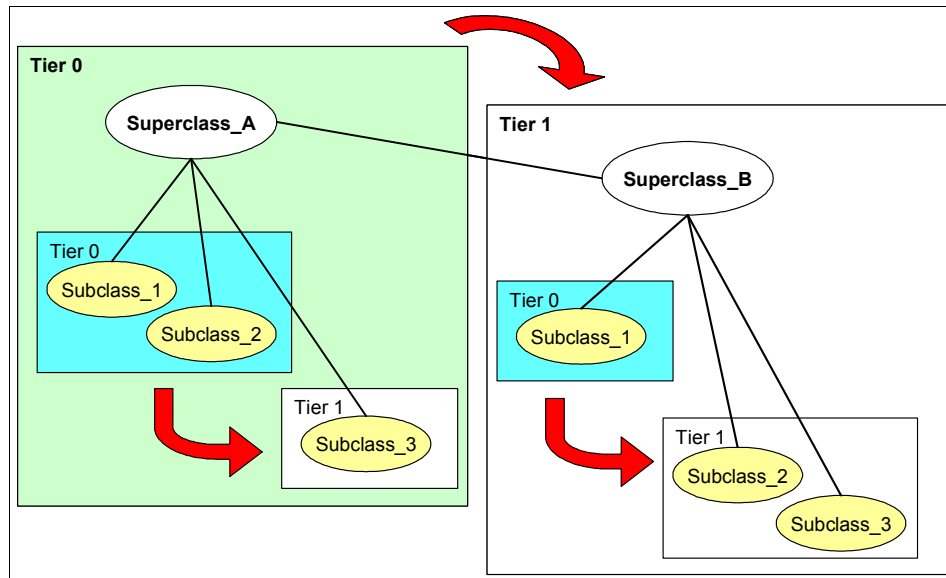 Tier 0
Superclass_A
Tier 0
Subclass_1
Subclass_2
Tier 1
Subclass_3
Tier 1
Superclass_B
Tier 0
Subclass_1
Tier 1
Subclass_2
Subclass_3